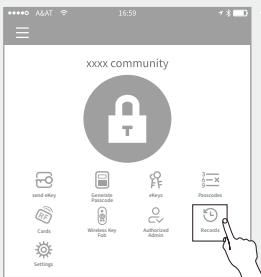 A&AT 16:59
xxxx community
send eKey
Generate
Passcode
eKeys
Passcodes
Cards
Wireless Key
Fob
Authorized
Admin
Records
Settings